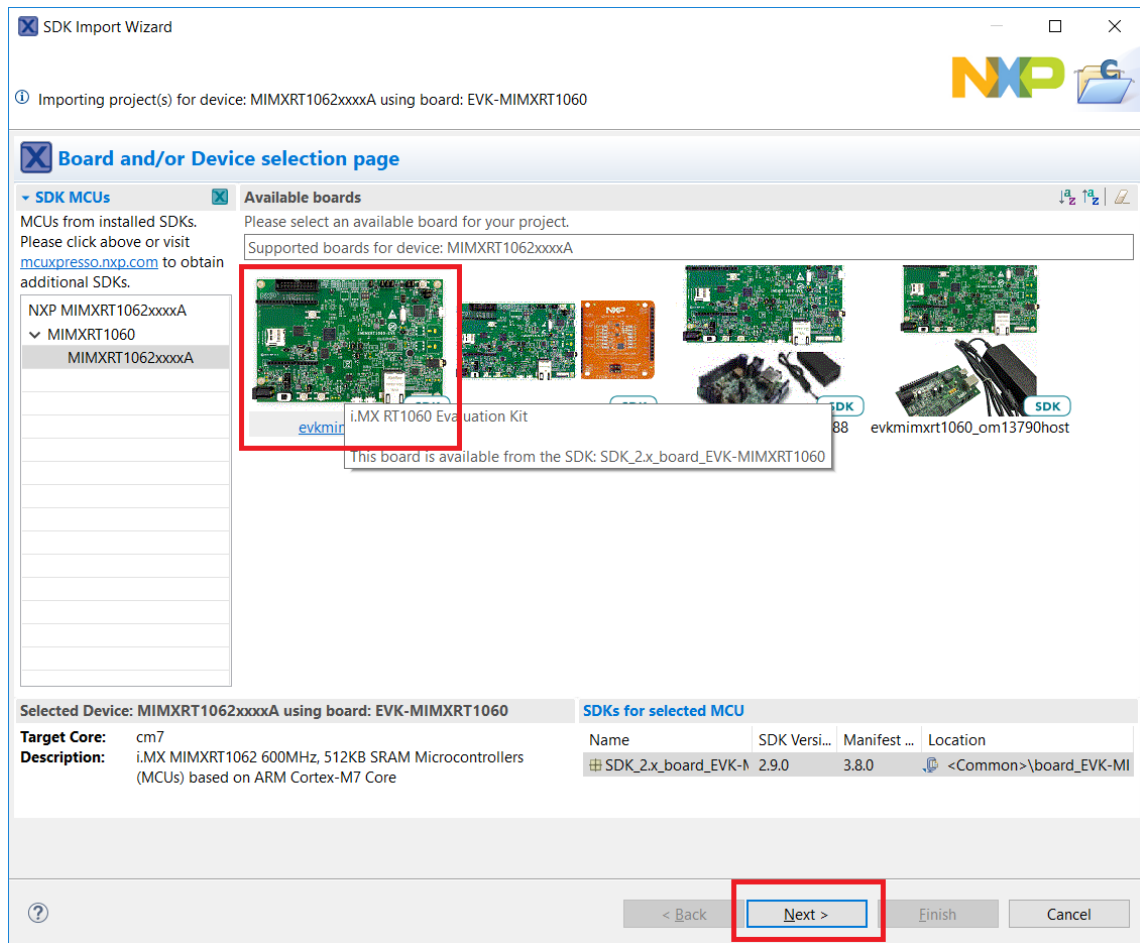 SDK Import Wizard
NXP
Importing project(s) for device: MIMXRT1062xxxxA using board: EVK-MIMXRT1060
Board and/or Device selection page
SDK MCUs
MCUs from installed SDKs.
Please click above or visit
mcuxpresso.nxp.com to obtain
additional SDKs.
NXP MIMXRT1062xxxxA
MIMXRT1060
MIMXRT1062xxxxA
Available boards
Please select an available board for your project.
Supported boards for device: MIMXRT1062xxxxA
NXP
SDK
SDK
evkmir
88
evkmimxrt1060_om13790host
i.MX RT1060 Evaluation Kit
This board is available from the SDK: SDK_2.x_board_EVK-MIMXRT1060
Selected Device: MIMXRT1062xxxxA using board: EVK-MIMXRT1060
Target Core: cm7
Description: i.MX MIMXRT1062 600MHz, 512KB SRAM Microcontrollers
(MCUs) based on ARM Cortex-M7 Core
SDKs for selected MCU
Name SDK Versi... Manifest ... Location
SDK_2.x_board_EVK-M 2.9.0 3.8.0 <Common>\board_EVK-MI
< Back
Next >
Finish
Cancel